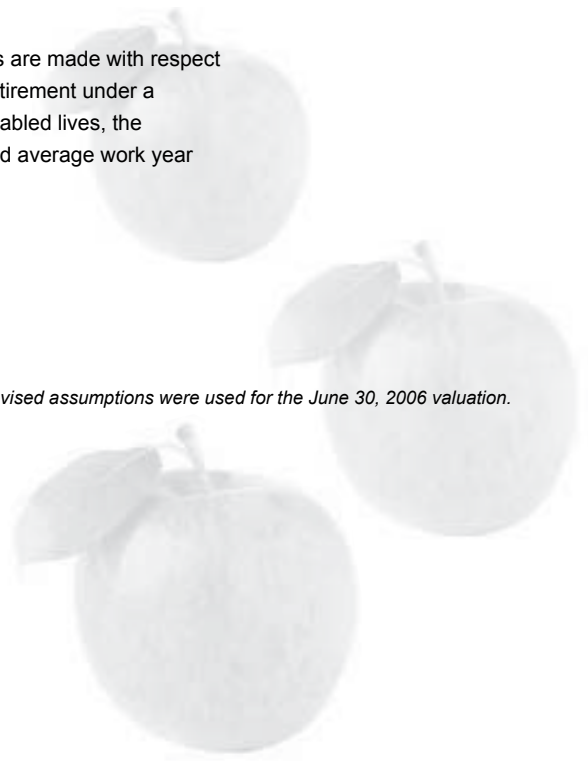 are made with respect
tirement under a
abled lives, the
d average work year
vised assumptions were used for the June 30, 2006 valuation.